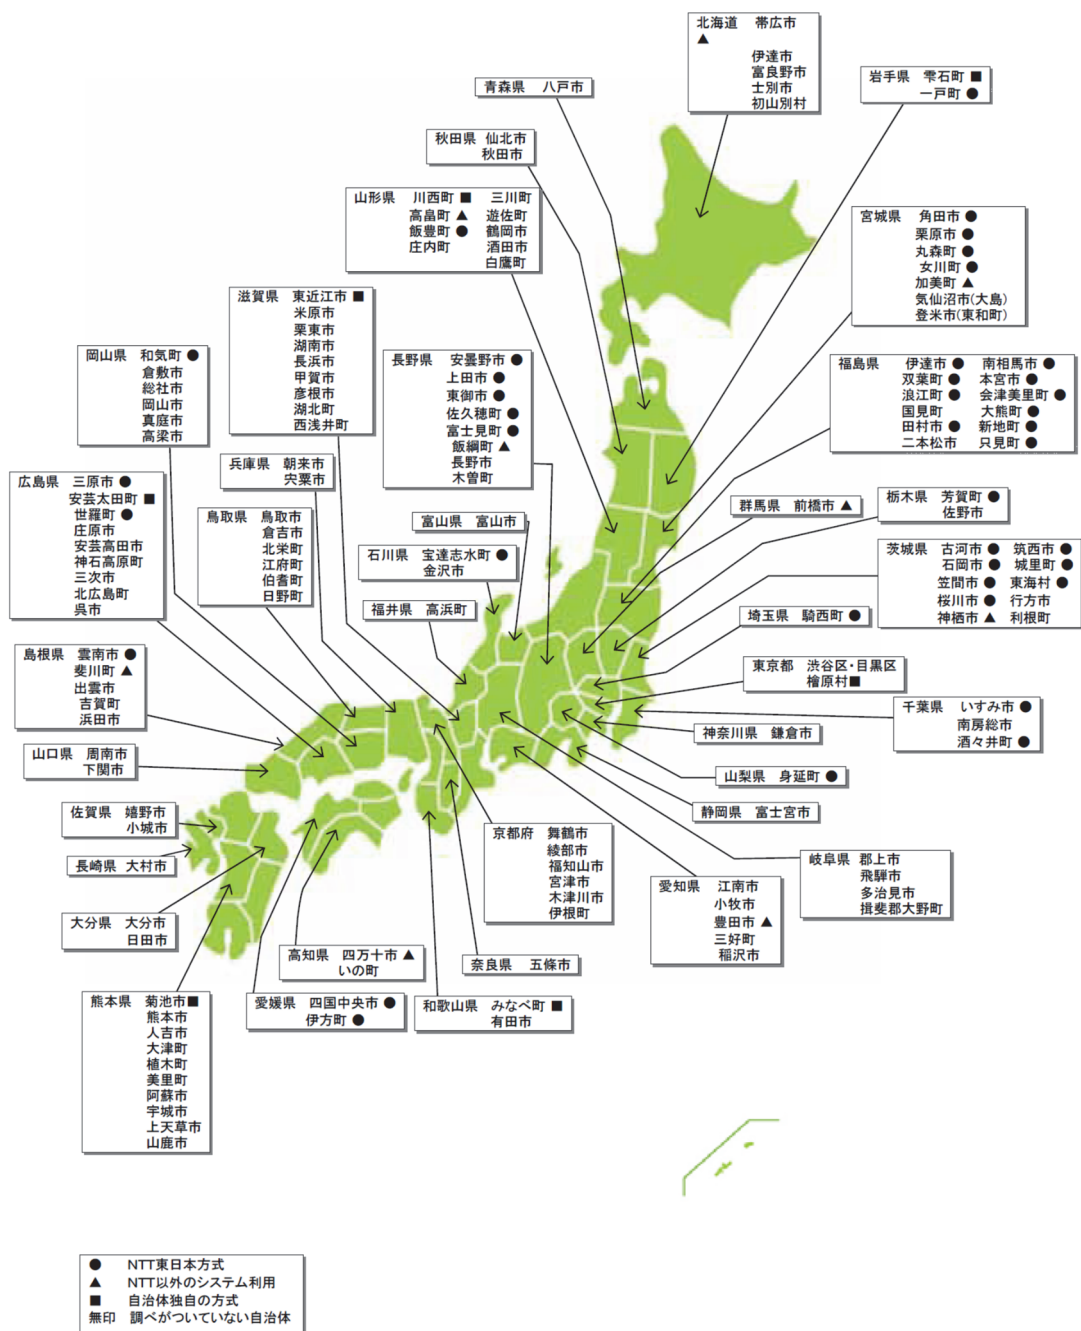 北海道　帯広市
▲
伊達市
富良野市
士別市
初山別村
青森県　八戸市
岩手県　雫石町 ■
一戸町 ●
秋田県　仙北市
秋田市
山形県　川西町 ■　三川町
高畠町 ▲　遊佐町
飯豊町 ●　鶴岡市
庄内町　酒田市
白鷹町
宮城県　角田市 ●
栗原市 ●
丸森町 ●
女川町 ●
加美町 ▲
気仙沼市(大島)
登米市(東和町)
滋賀県　東近江市 ■
米原市
栗東市
湖南市
長浜市
甲賀市
彦根市
湖北町
西浅井町
岡山県　和気町 ●
倉敷市
総社市
岡山市
真庭市
高梁市
長野県　安曇野市 ●
上田市 ●
東御市 ●
佐久穂町 ●
富士見町 ●
飯綱町 ▲
長野市
木曽町
福島県　伊達市 ●　南相馬市 ●
双葉町 ●　本宮市 ●
浪江町 ●　会津美里町 ●
国見町　大熊町 ●
田村市 ●　新地町 ●
二本松市　只見町 ●
兵庫県　朝来市
宍粟市
広島県　三原市 ●
安芸太田町 ■
世羅町 ●
庄原市
安芸高田市
神石高原町
三次市
北広島町
呉市
鳥取県　鳥取市
倉吉市
北栄町
江府町
伯耆町
日野町
富山県　富山市
石川県　宝達志水町 ●
金沢市
福井県　高浜町
群馬県　前橋市 ▲
栃木県　芳賀町 ●
佐野市
茨城県　古河市 ●　筑西市 ●
石岡市 ●　城里町 ●
笠間市 ●　東海村 ●
桜川市 ●　行方市
神栖市 ▲　利根町
埼玉県　騎西町 ●
東京都　渋谷区・目黒区
檜原村 ■
千葉県　いすみ市 ●
南房総市
酒々井町 ●
神奈川県　鎌倉市
山梨県　身延町 ●
静岡県　富士宮市
島根県　雲南市 ●
斐川町 ▲
出雲市
吉賀町
浜田市
山口県　周南市
下関市
佐賀県　嬉野市
小城市
長崎県　大村市
大分県　大分市
日田市
京都府　舞鶴市
綾部市
福知山市
宮津市
木津川市
伊根町
岐阜県　郡上市
飛騨市
多治見市
揖斐郡大野町
愛知県　江南市
小牧市
豊田市 ▲
三好町
稲沢市
高知県　四万十市 ▲
いの町
奈良県　五條市
愛媛県　四国中央市 ●
伊方町 ●
和歌山県　みなべ町 ■
有田市
熊本県　菊池市 ■
熊本市
人吉市
大津町
植木町
美里町
阿蘇市
宇城市
上天草市
山鹿市
●　NTT東日本方式
▲　NTT以外のシステム利用
■　自治体独自の方式
無印　調べがついていない自治体